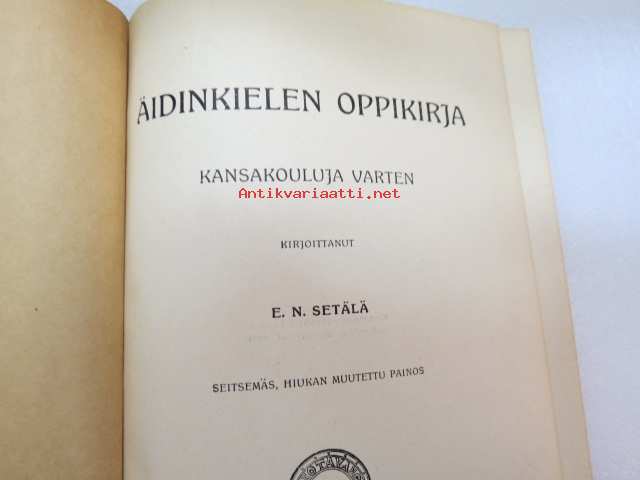 ÄIDINKIELEN OPPIKIRJA
KANSAKOULUJA VARTEN
Antikvariaatti.net
KIRJOITTANUT
E. N. SETÄLÄ
SEITSEMÄS, HIUKAN MUUTETTU PAINOS